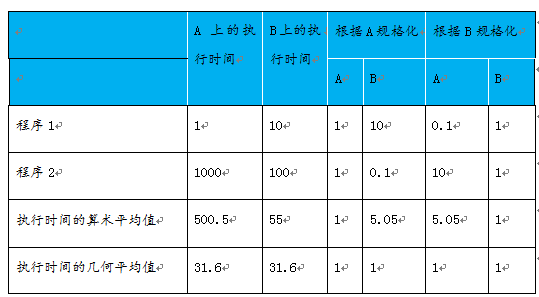 A 上的执行时间 B上的执行时间 根据A规格化 根据B规格化
A B A B
程序1 1 10 1 10 0.1 1
程序2 1000 100 1 0.1 10 1
执行时间的算术平均值 500.5 55 1 5.05 5.05 1
执行时间的几何平均值 31.6 31.6 1 1 1 1